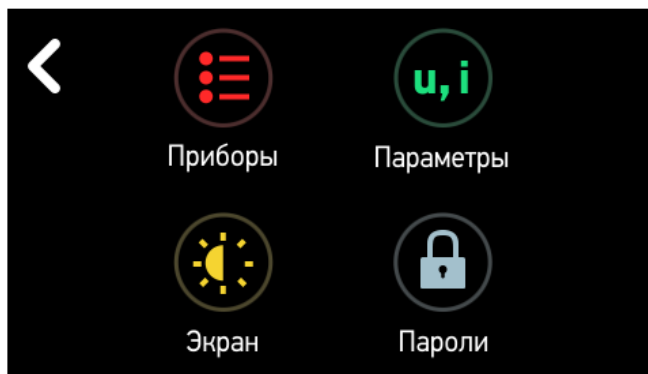 u, i
Приборы
Параметры
Экран
Пароли